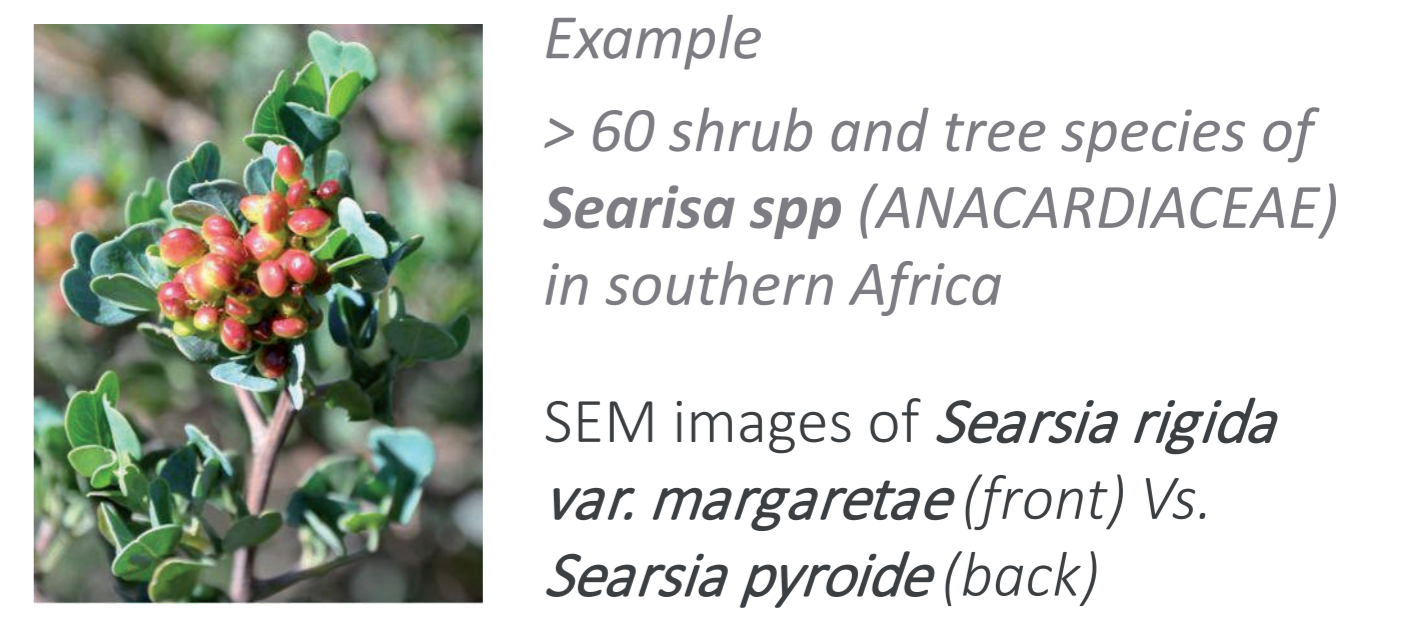 Example
> 60 shrub and tree species of
Searisa spp (ANACARDIACEAE)
in southern Africa
SEM images of Searsia rigida
var. margaretae (front) Vs.
Searsia pyroide (back)